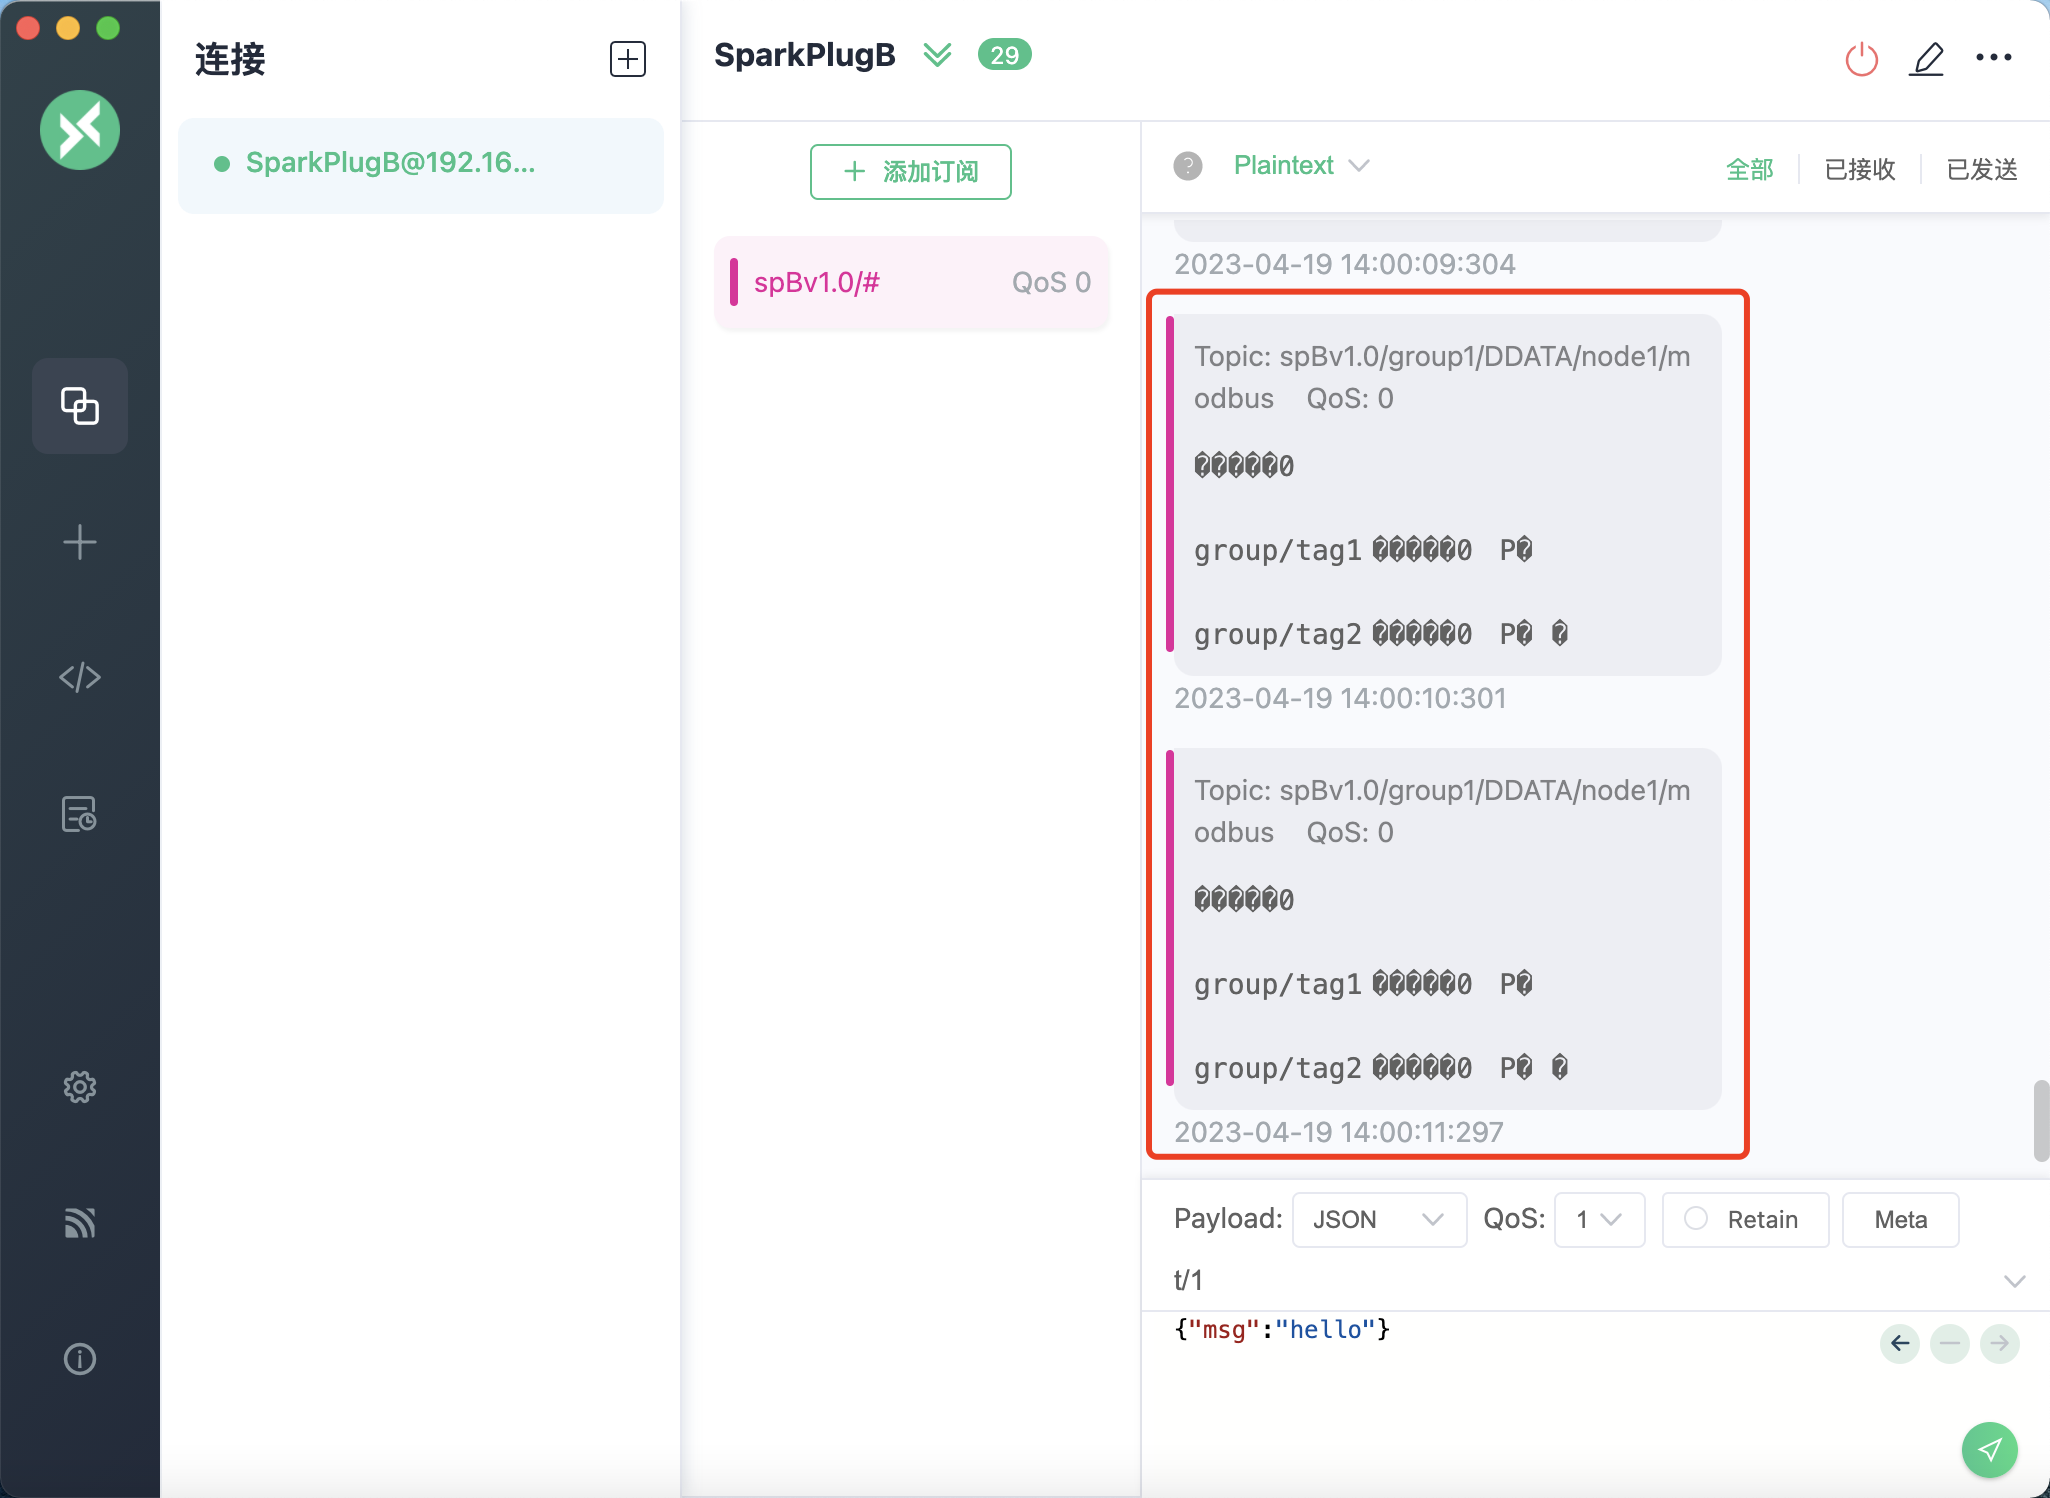 连接
SparkPlugB@192.16...
SparkPlugB 29
添加订阅
spBv1.0/# QoS 0
Plaintext
全部 已接收 已发送
2023-04-19 14:00:09:304
Topic: spBv1.0/group1/DDATA/node1/m
odbus QoS: 0
�����0
group/tag1 �����0 P�
group/tag2 �����0 P� �
2023-04-19 14:00:10:301
Topic: spBv1.0/group1/DDATA/node1/m
odbus QoS: 0
�����0
group/tag1 �����0 P�
group/tag2 �����0 P� �
2023-04-19 14:00:11:297
Payload: JSON QoS: 1 Retain Meta
t/1
{"msg":"hello"}